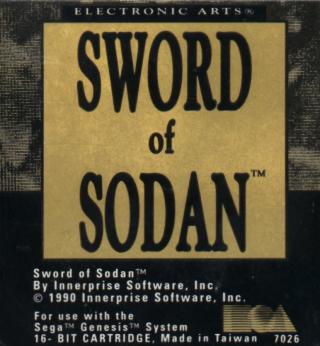 ELECTRONIC ARTS®
SWORD
of
SODAN™
Sword of Sodan™
By Innerprise Software, Inc.
© 1990 Innerprise Software, Inc.
For use with the
Sega™ Genesis™ System
16- BIT CARTRIDGE, Made in Taiwan 7026
EA